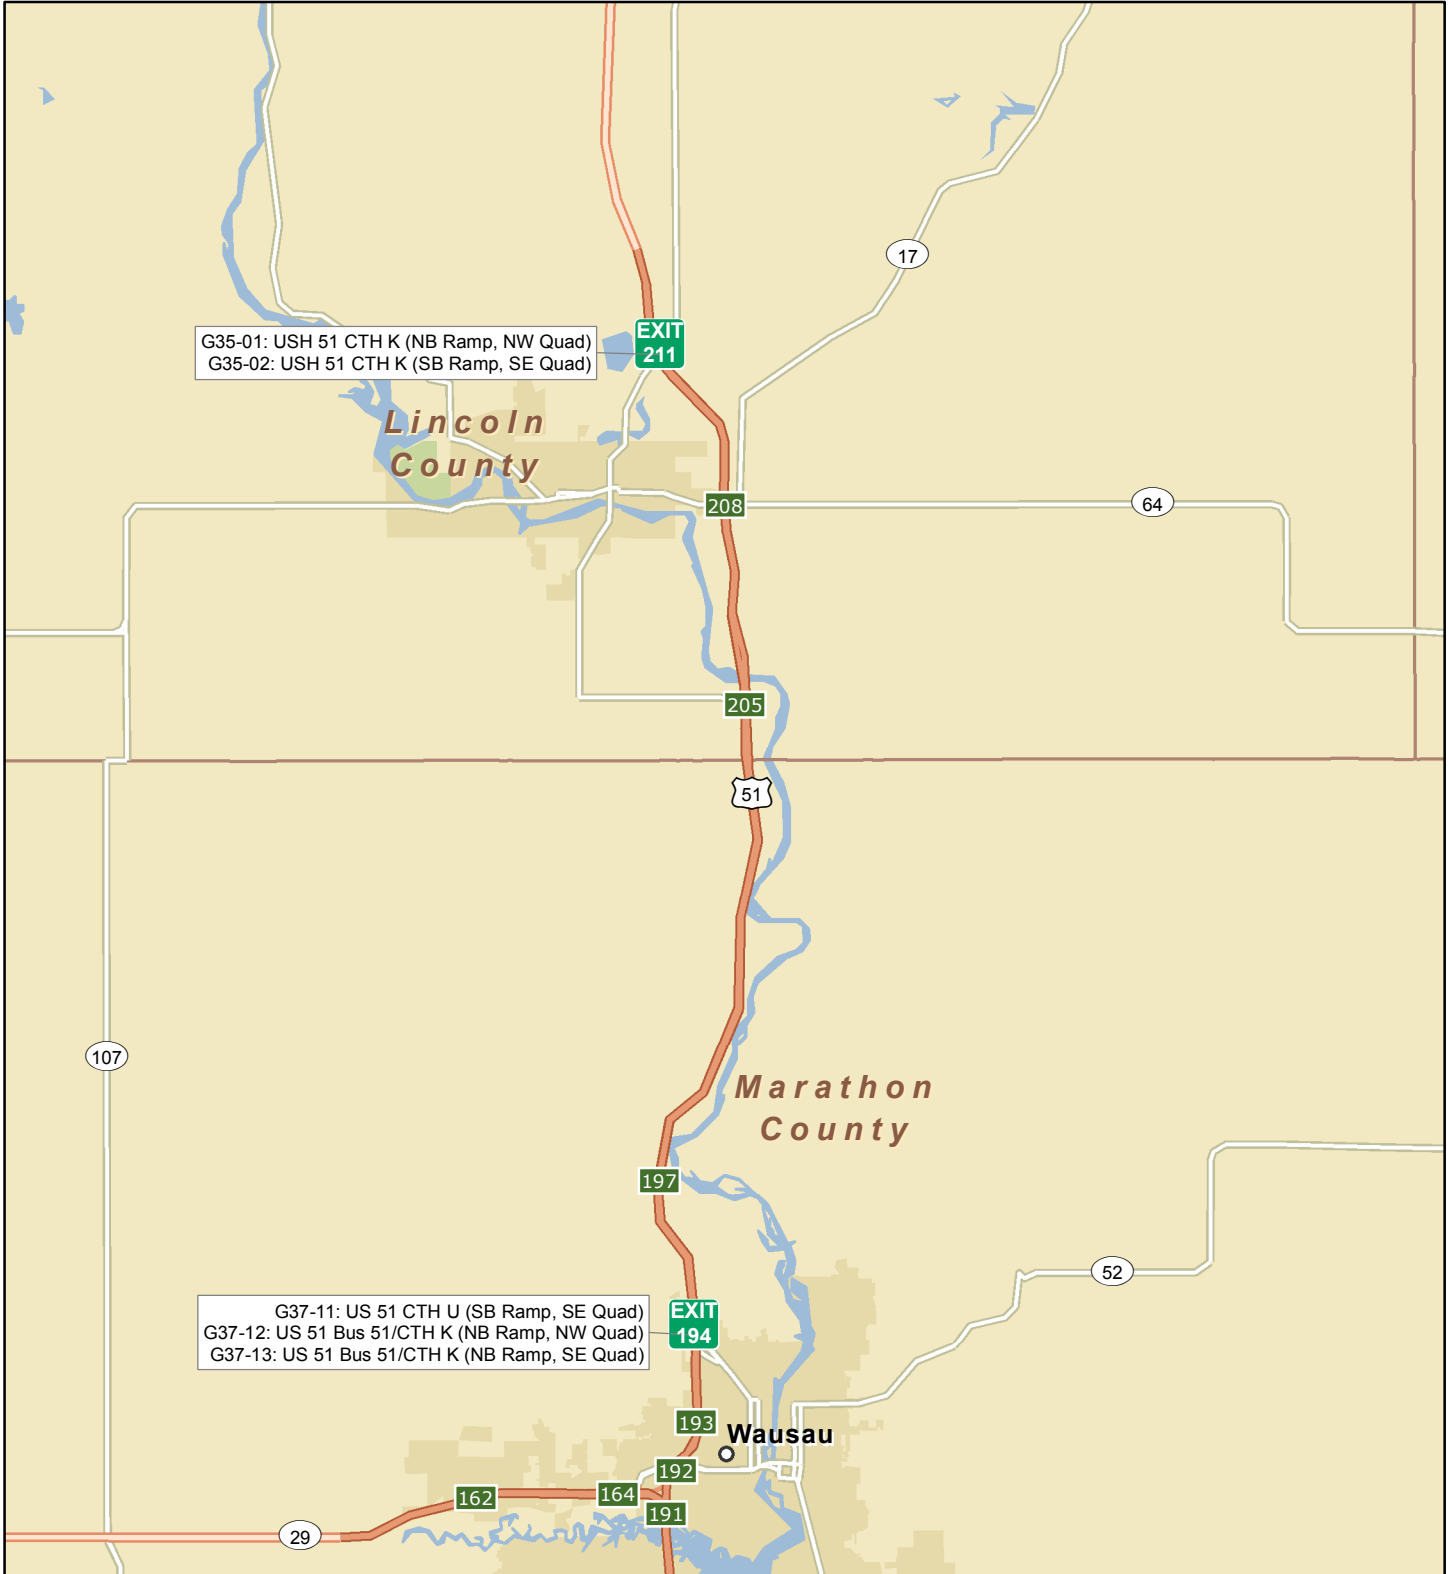 17
EXIT
211
G35-01: USH 51 CTH K (NB Ramp, NW Quad)
G35-02: USH 51 CTH K (SB Ramp, SE Quad)
Lincoln
County
208
64
205
51
107
Marathon
County
197
52
G37-11: US 51 CTH U (SB Ramp, SE Quad)
G37-12: US 51 Bus 51/CTH K (NB Ramp, NW Quad)
G37-13: US 51 Bus 51/CTH K (NB Ramp, SE Quad)
EXIT
194
193
Wausau
192
162
164
191
29